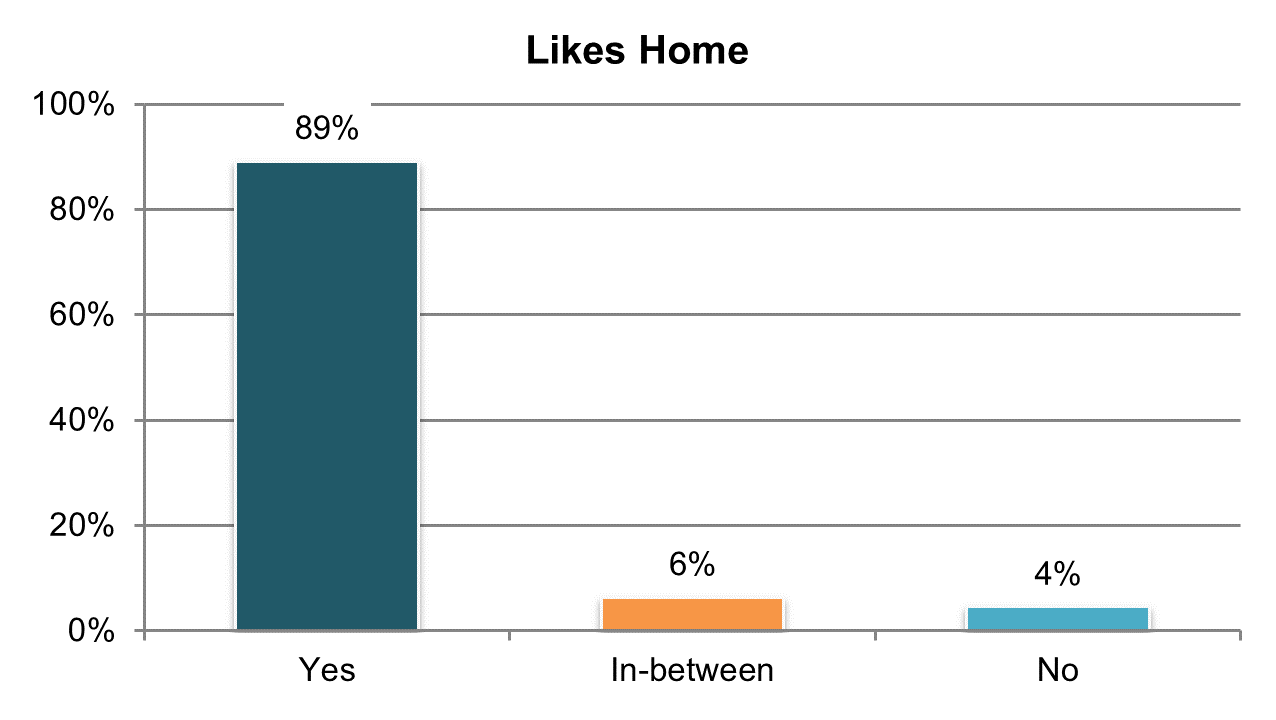 Likes Home
100%
89%
80%
60%
40%
20%
6%
4%
0%
Yes
In-between
No